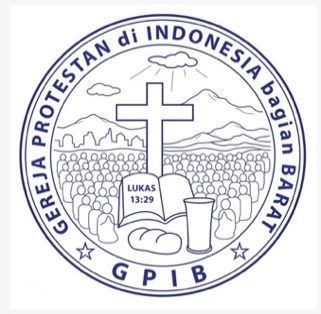 GEREJA PROTESTAN di INDONESIA bagian BARAT
LUKAS
13:29
GPIB